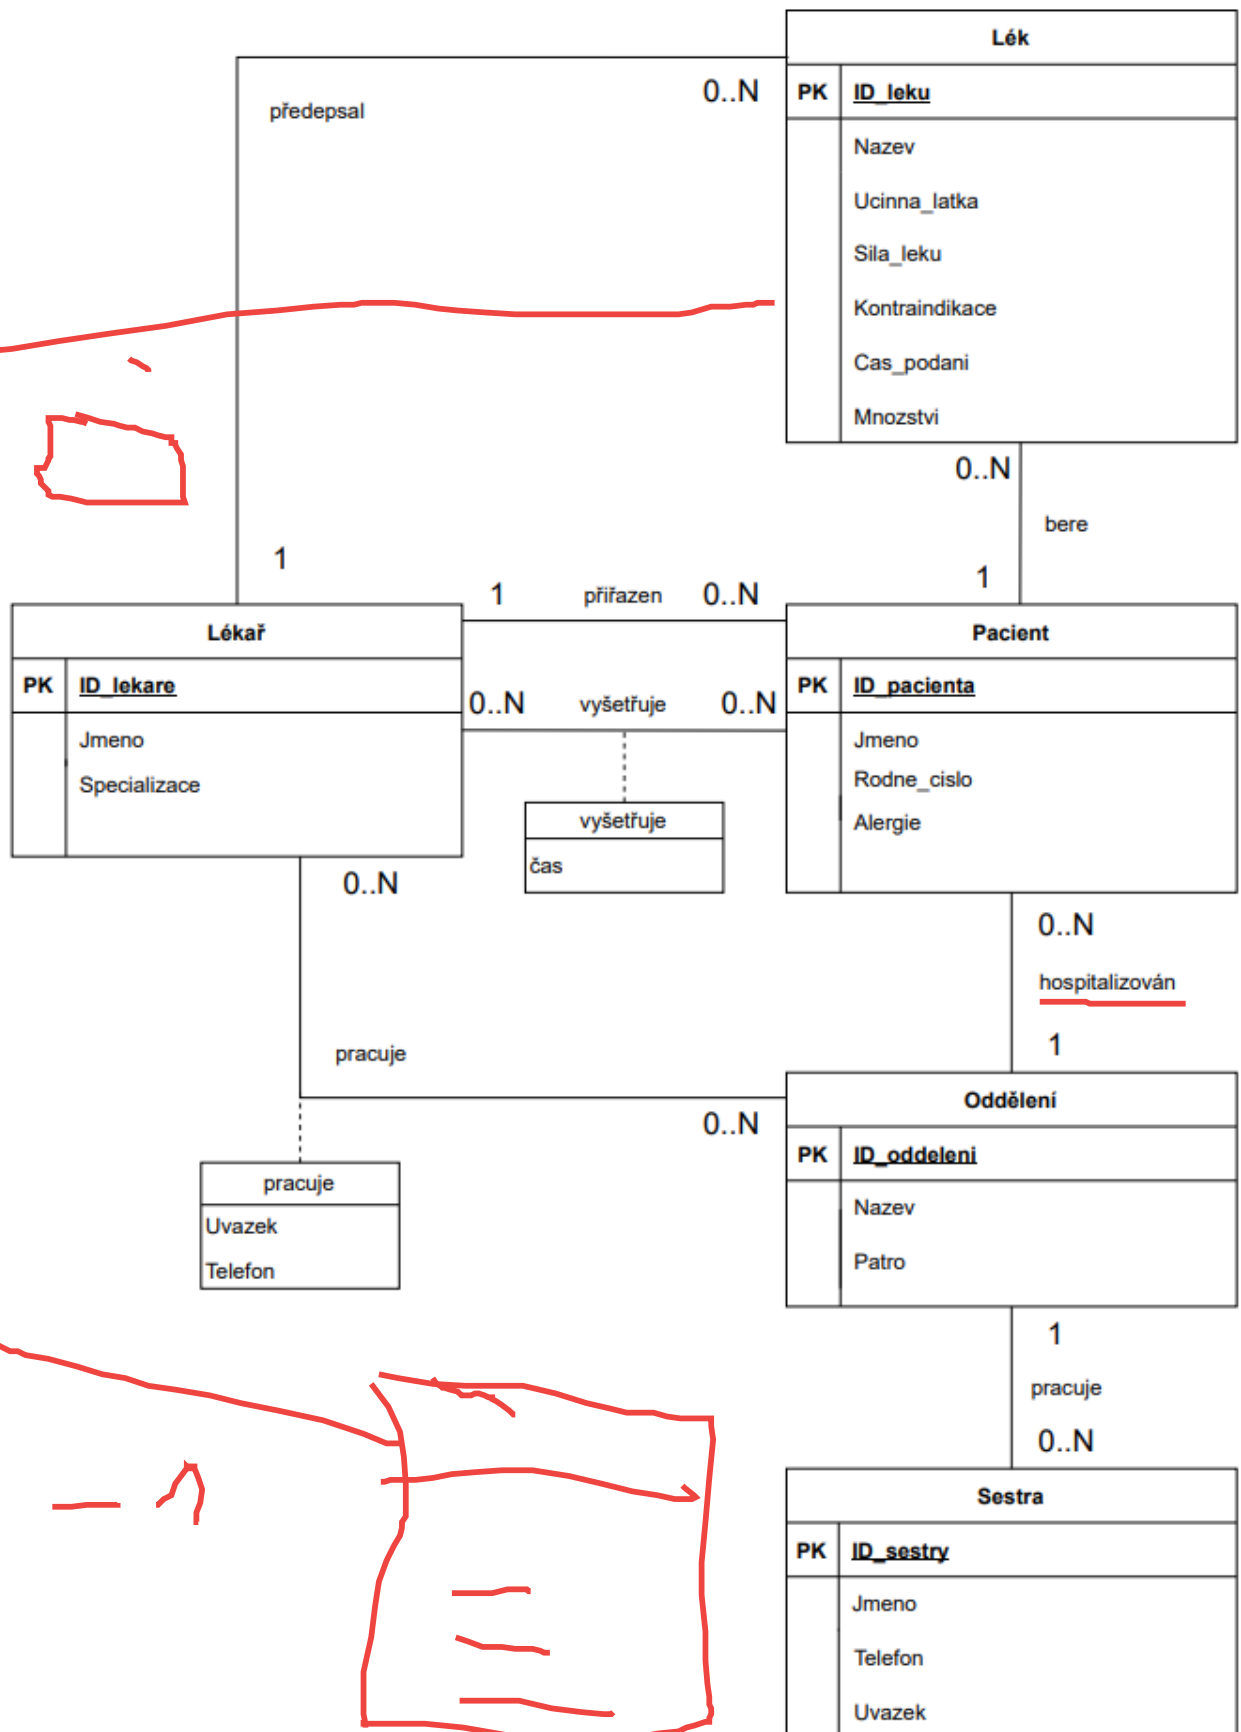 Lék
0..N
PK ID_leku
předepsal
Nazev
Ucinna_latka
Sila_leku
Kontraindikace
Cas_podani
Mnozstvi
0..N
bere
1
1
1 přiřazen 0..N
Lékař
Pacient
PK ID_lekare
0..N vyšetřuje 0..N
PK ID_pacienta
Jmeno
Specializace
Jmeno
Rodne_cislo
Alergie
vyšetřuje
čas
0..N
0..N
hospitalizován
1
pracuje
0..N
Oddělení
PK ID_oddeleni
Nazev
Patro
pracuje
Uvazek
Telefon
1
pracuje
0..N
Sestra
PK ID_sestry
Jmeno
Telefon
Uvazek